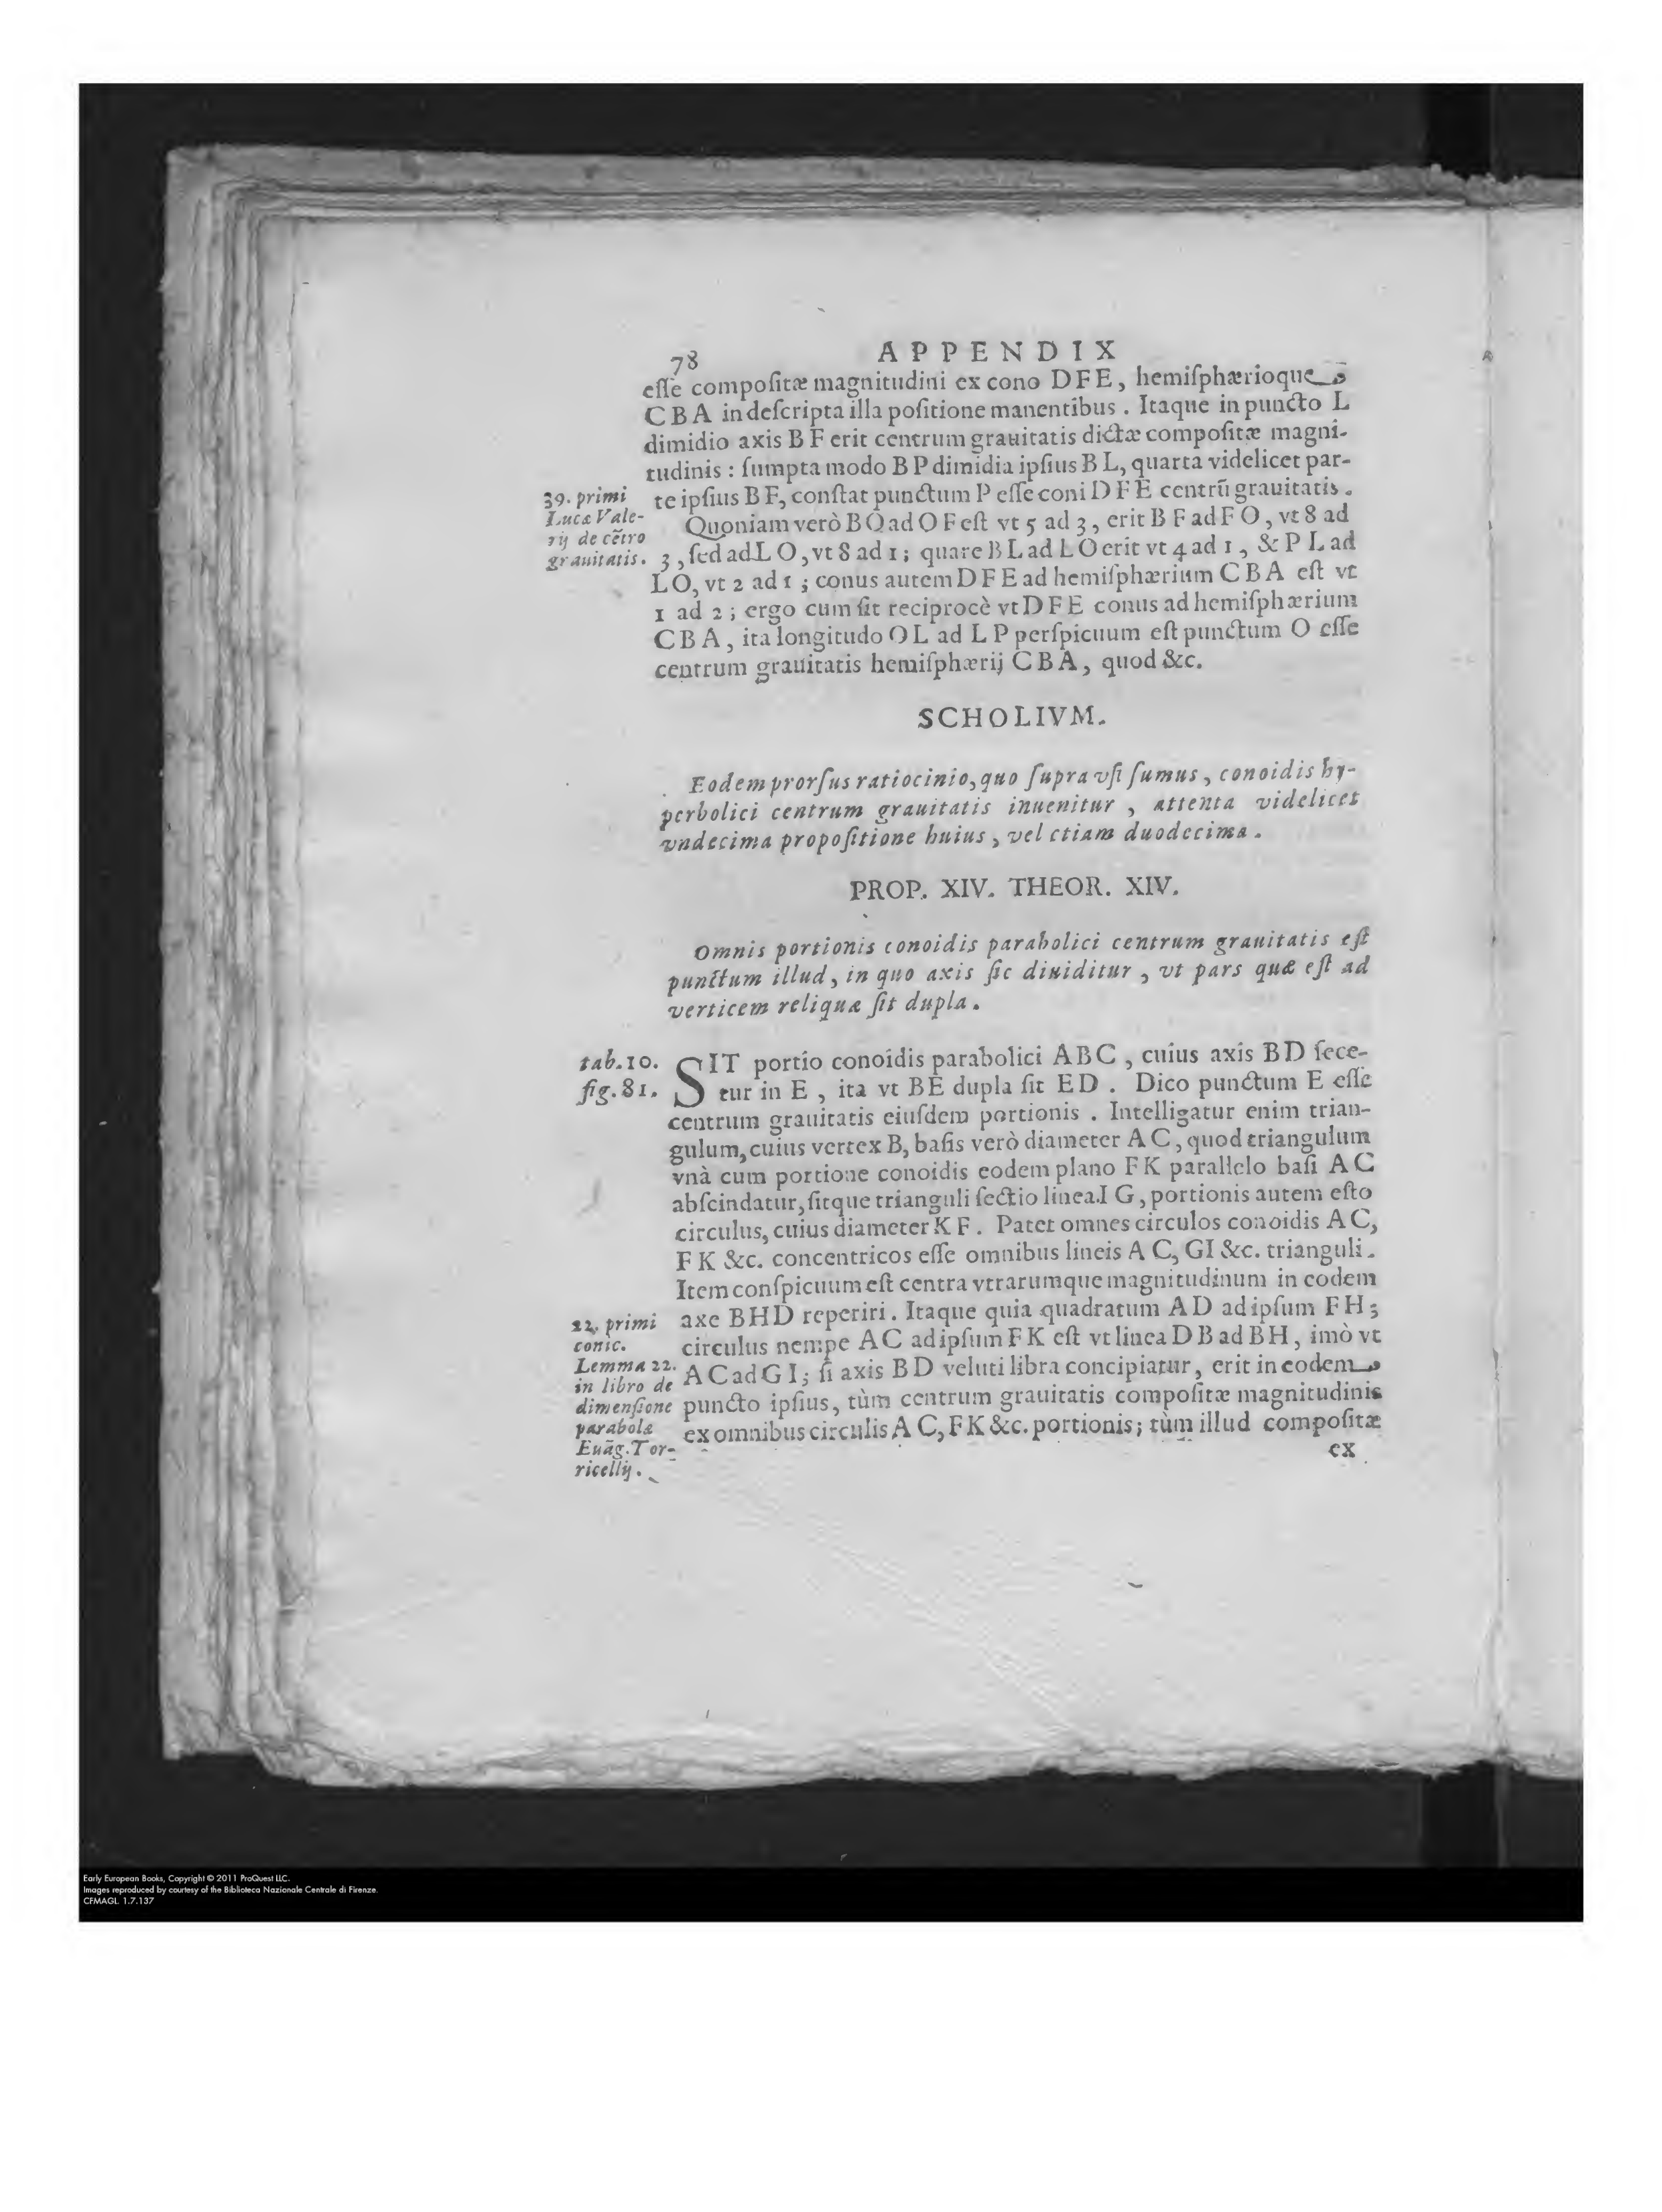 78
APPENDIX
eſſe compoſitæ magnitudini ex cono DFE, hemiſphærioque
CBA in deſcripta illa poſitione manentibus. Itaque in puncto L
dimidio axis BF erit centrum grauitatis dictæ compoſitæ magni-
tudinis: ſumpta modo BP dimidia ipſius BL, quarta videlicet par-
te ipſius BF, conſtat punctum P eſſe coni DFE centrũ grauitatis.
39. primi
Lucæ Vale-
rij de cẽtro
grauitatis.
Quoniam verò BO ad OF eſt vt 5 ad 3, erit BF ad FO, vt 8 ad
3, ſed ad LO, vt 8 ad 1; quare BL ad LO erit vt 4 ad 1, & PL ad
LO, vt 2 ad 1; conus autem DFE ad hemiſphærium CBA eſt vt
1 ad 2; ergo cum ſit reciprocè vt DFE conus ad hemiſphærium
CBA, ita longitudo OL ad LP perſpicuum eſt punctum O eſſe
centrum grauitatis hemiſphærij CBA, quod &c.
SCHOLIVM.
Eodem prorſus ratiocinio, quo ſupra vſi ſumus, conoidis hy-
perbolici centrum grauitatis inuenitur, attenta videlicet
vndecima propoſitione huius, vel etiam duodecima.
PROP. XIV. THEOR. XIV.
Omnis portionis conoidis parabolici centrum grauitatis eſt
punctum illud, in quo axis ſic diuiditur, vt pars quæ eſt ad
verticem reliquæ ſit dupla.
tab. 10.
fig. 81.
SIT portio conoidis parabolici ABC, cuius axis BD ſece-
tur in E, ita vt BE dupla ſit ED. Dico punctum E eſſe
centrum grauitatis eiuſdem portionis. Intelligatur enim trian-
gulum, cuius vertex B, baſis verò diameter AC, quod triangulum
vnà cum portione conoidis eodem plano FK parallelo baſi AC
abſcindatur, ſitque trianguli ſectio linea IG, portionis autem eſto
circulus, cuius diameter KF. Patet omnes circulos conoidis AC,
FK &c. concentricos eſſe omnibus lineis AC, GI &c. trianguli.
Item conſpicuum eſt centra vtrarumque magnitudinum in eodem
axe BHD reperiri. Itaque quia quadratum AD ad ipſum FH;
circulus nempe AC ad ipſum FK eſt vt linea DB ad BH, imò vt
AC ad GI; ſi axis BD veluti libra concipiatur, erit in eodem
puncto ipſius, tùm centrum grauitatis compoſitæ magnitudinis
ex omnibus circulis AC, FK &c. portionis; tùm illud compoſitæ
22. primi
conic.
Lemma 22.
in libro de
dimenſione
parabolæ
Euãg. Tor-
ricellij.
ex
Early European Books, Copyright © 2011 ProQuest LLC.
Images reproduced by courtesy of the Biblioteca Nazionale Centrale di Firenze.
CFMAGL. 1.7.137